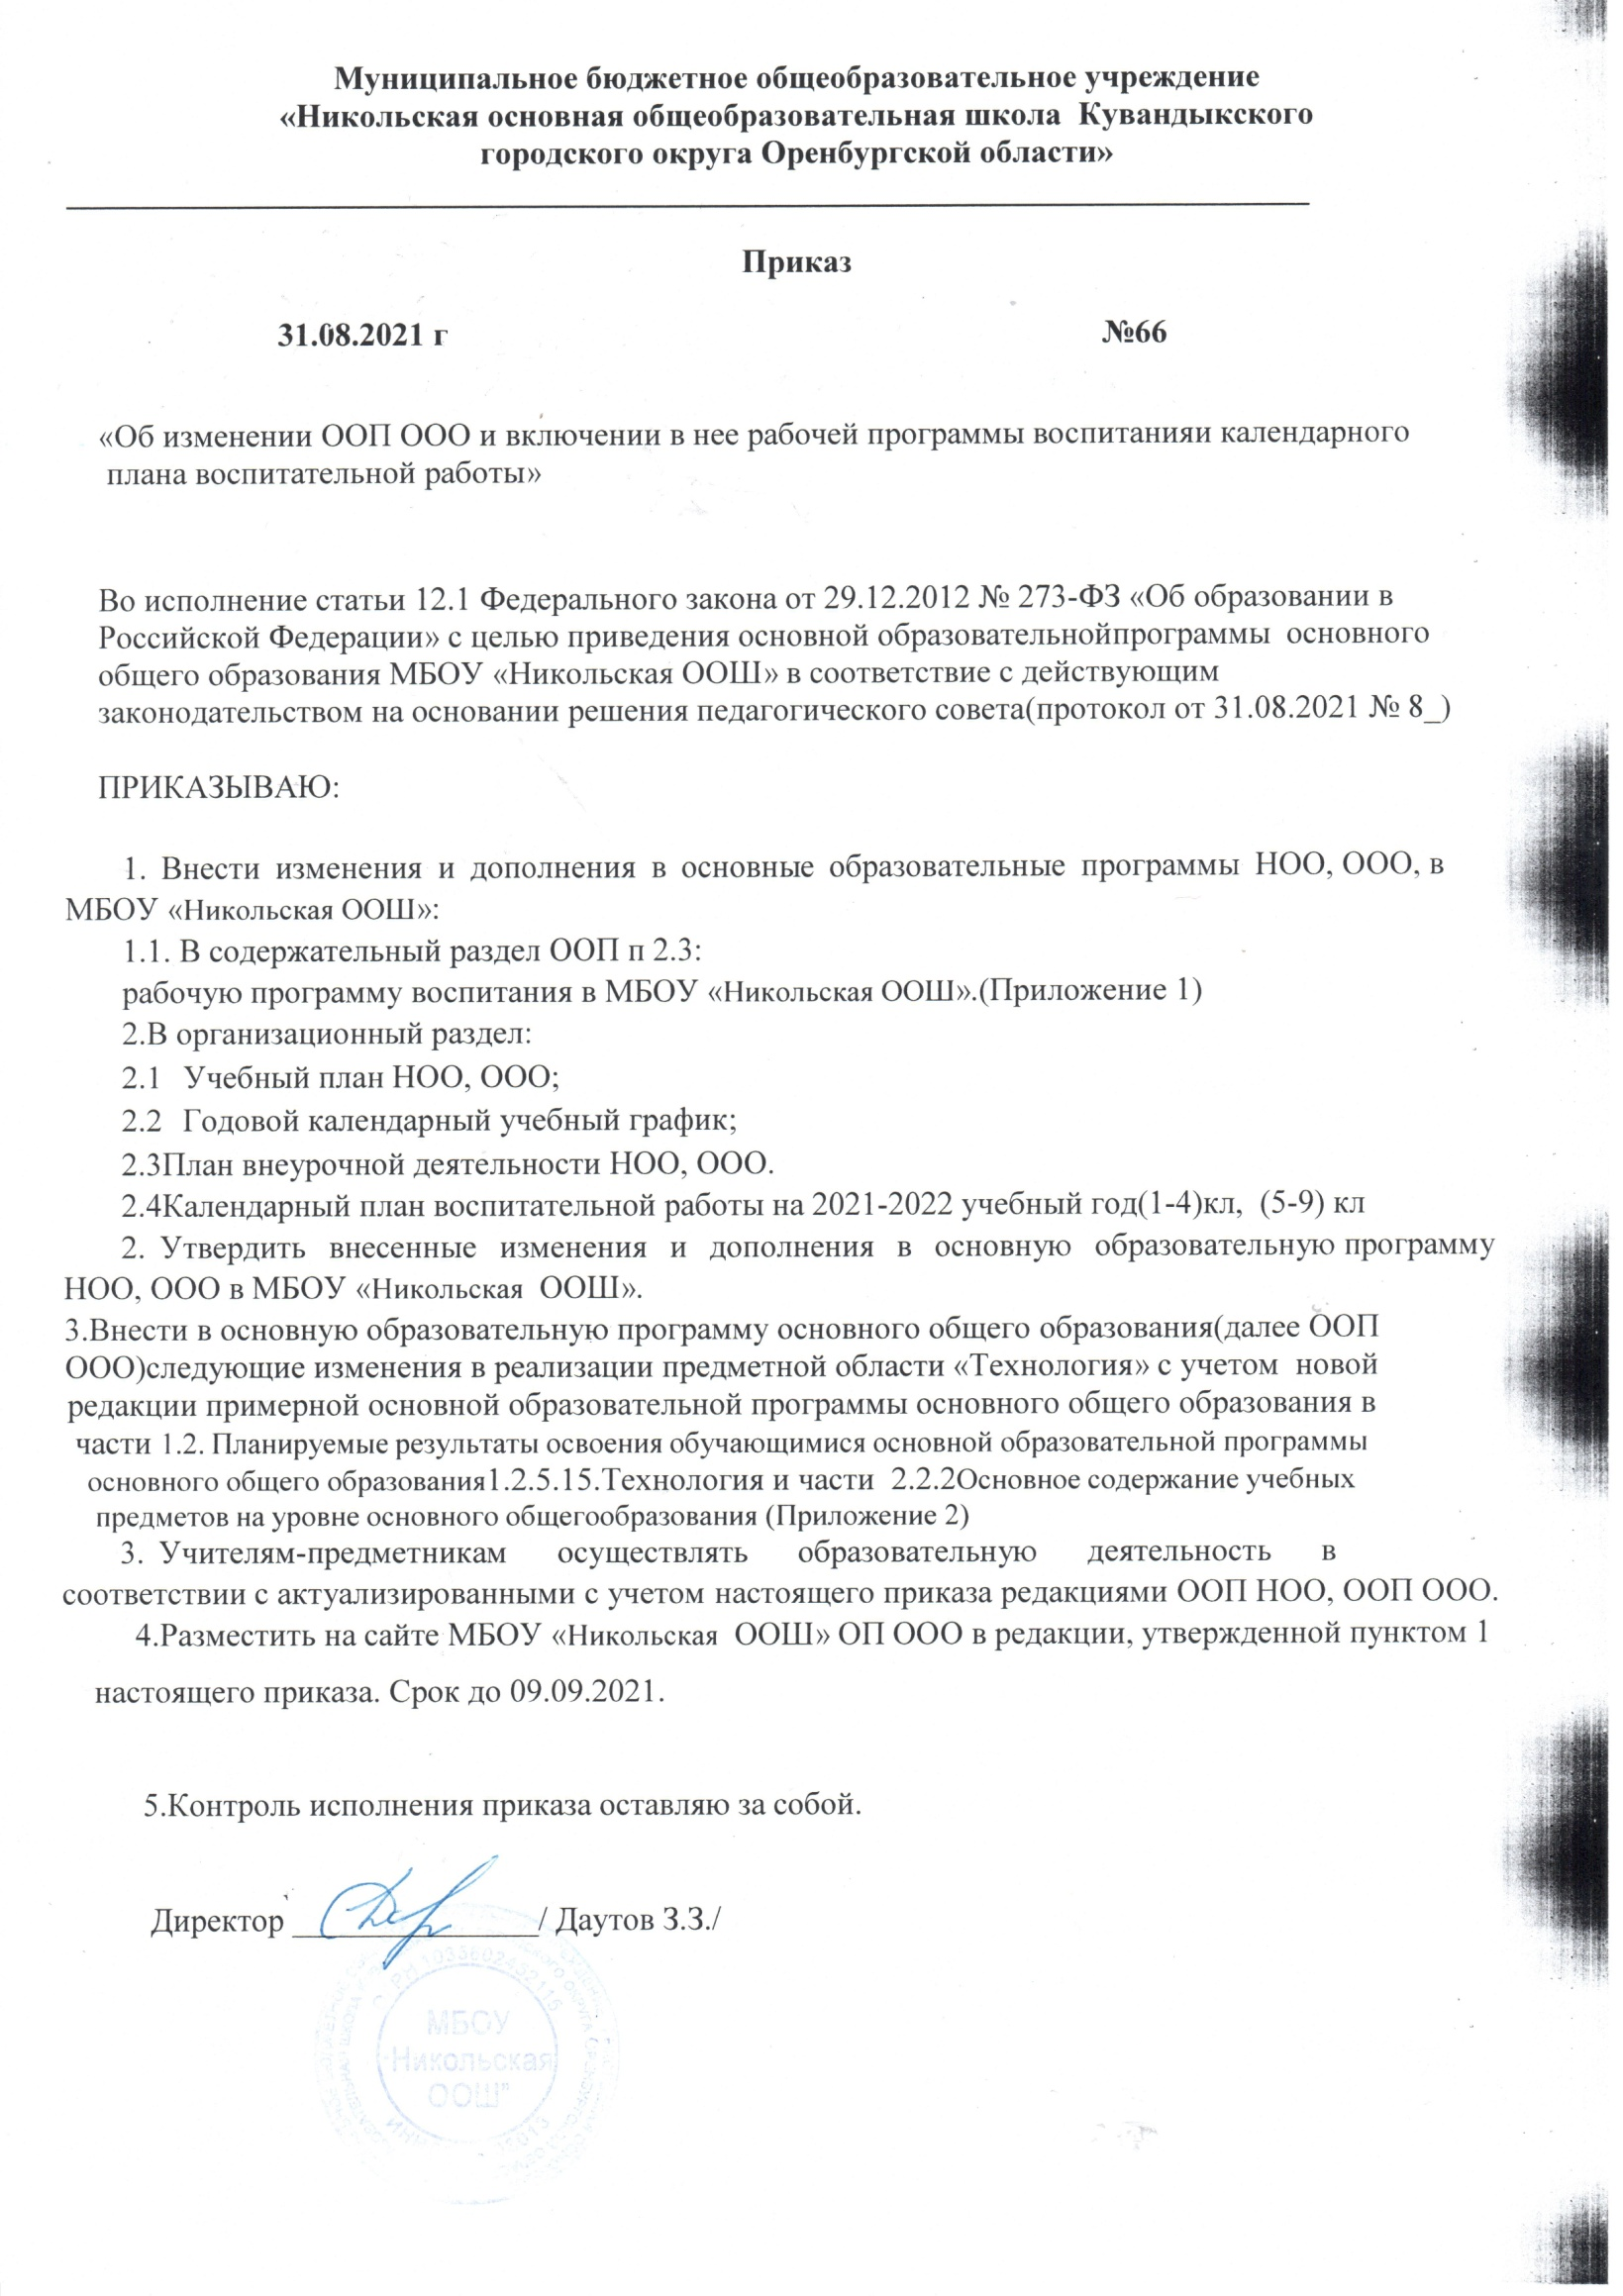 Муниципальное бюджетное общеобразовательное учреждение
«Никольская основная общеобразовательная школа Кувандыкского
городского округа Оренбургской области»
Приказ
31.08.2021 г №66
«Об изменении ООП ООО и включении в нее рабочей программы воспитанияи календарного
плана воспитательной работы»
Во исполнение статьи 12.1 Федерального закона от 29.12.2012 № 273-ФЗ «Об образовании в
Российской Федерации» с целью приведения основной образовательнойпрограммы основного
общего образования МБОУ «Никольская ООШ» в соответствие с действующим
законодательством на основании решения педагогического совета(протокол от 31.08.2021 № 8_)
ПРИКАЗЫВАЮ:
1. Внести изменения и дополнения в основные образовательные программы НОО, ООО, в
МБОУ «Никольская ООШ»:
1.1. В содержательный раздел ООП п 2.3:
рабочую программу воспитания в МБОУ «Никольская ООШ».(Приложение 1)
2.В организационный раздел:
2.1 Учебный план НОО, ООО;
2.2 Годовой календарный учебный график;
2.3План внеурочной деятельности НОО, ООО.
2.4Календарный план воспитательной работы на 2021-2022 учебный год(1-4)кл, (5-9) кл
2. Утвердить внесенные изменения и дополнения в основную образовательную программу
НОО, ООО в МБОУ «Никольская ООШ».
3.Внести в основную образовательную программу основного общего образования(далее ООП
ООО)следующие изменения в реализации предметной области «Технология» с учетом новой
редакции примерной основной образовательной программы основного общего образования в
части 1.2. Планируемые результаты освоения обучающимися основной образовательной программы
основного общего образования1.2.5.15.Технология и части 2.2.2Основное содержание учебных
предметов на уровне основного общегообразования (Приложение 2)
3. Учителям-предметникам осуществлять образовательную деятельность в
соответствии с актуализированными с учетом настоящего приказа редакциями ООП НОО, ООП ООО.
4.Разместить на сайте МБОУ «Никольская ООШ» ОП ООО в редакции, утвержденной пунктом 1
настоящего приказа. Срок до 09.09.2021.
5.Контроль исполнения приказа оставляю за собой.
Директор / Даутов З.З./
МБОУ
Никольская
ООШ"